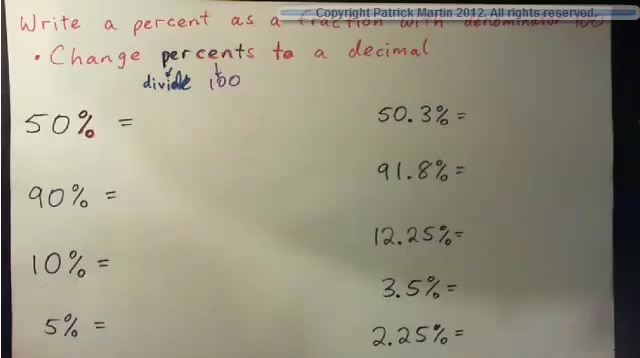 Copyright Patrick Martin 2012. All rights reserved.
Write a percent as a fraction with denominator 100
• Change percents to a decimal
divide 100
50% =
90% =
10% =
5% =
50.3% =
91.8% =
12.25% =
3.5% =
2.25% =